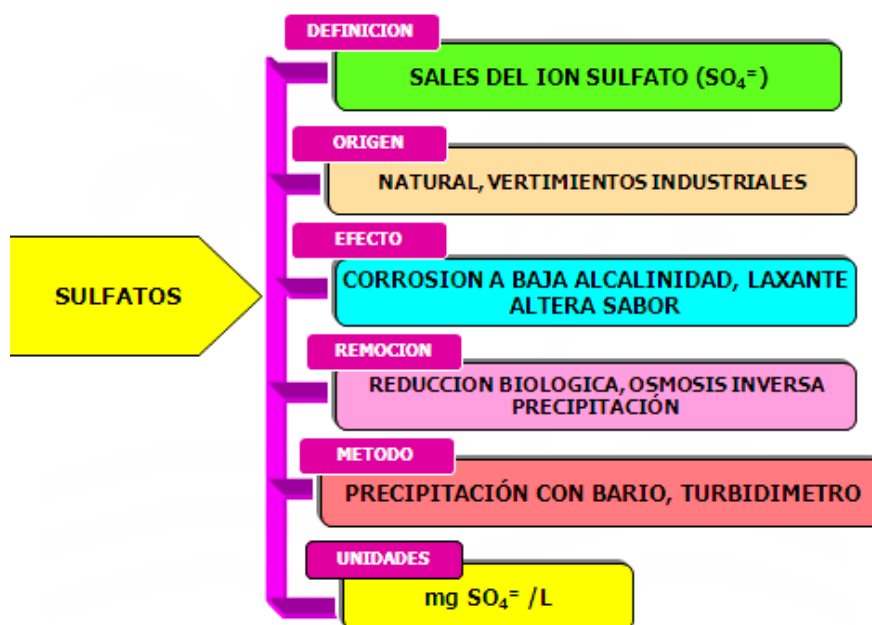 DEFINICION
SALES DEL ION SULFATO (SO₄⁼)
ORIGEN
NATURAL, VERTIMIENTOS INDUSTRIALES
EFECTO
SULFATOS
CORROSION A BAJA ALCALINIDAD, LAXANTE
ALTERA SABOR
REMOCION
REDUCCION BIOLOGICA, OSMOSIS INVERSA
PRECIPITACIÓN
METODO
PRECIPITACIÓN CON BARIO, TURBIDIMETRO
UNIDADES
mg SO₄⁼ /L